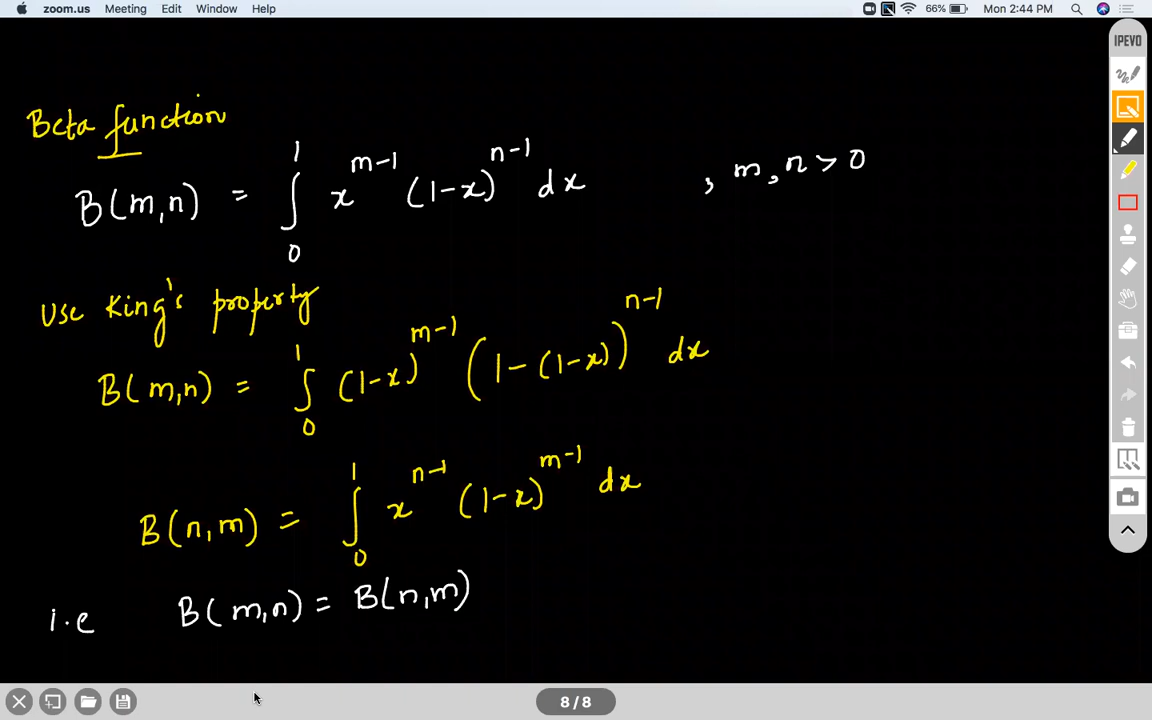 zoom.us Meeting Edit Window Help 66% Mon 2:44 PM
IPEVO
Beta function
B(m,n) = ∫₀¹ x^(m-1) (1-x)^(n-1) dx , m, n > 0
Use King's property
B(m,n) = ∫₀¹ (1-x)^(m-1) (1-(1-x))^(n-1) dx
B(n,m) = ∫₀¹ x^(n-1) (1-x)^(m-1) dx
i.e B(m,n) = B(n,m)
8/8